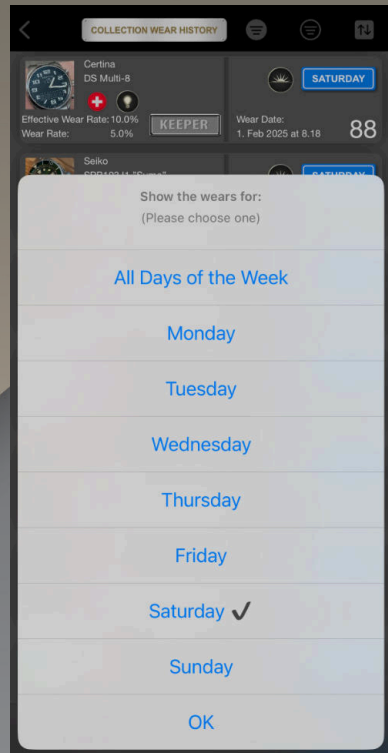 COLLECTION WEAR HISTORY
Certina
DS Multi-8
SATURDAY
Effective Wear Rate: 10.0%
Wear Rate: 5.0%
KEEPER
Wear Date:
1. Feb 2025 at 8.18
88
Seiko
SATURDAY
Show the wears for:
(Please choose one)
All Days of the Week
Monday
Tuesday
Wednesday
Thursday
Friday
Saturday ✓
Sunday
OK